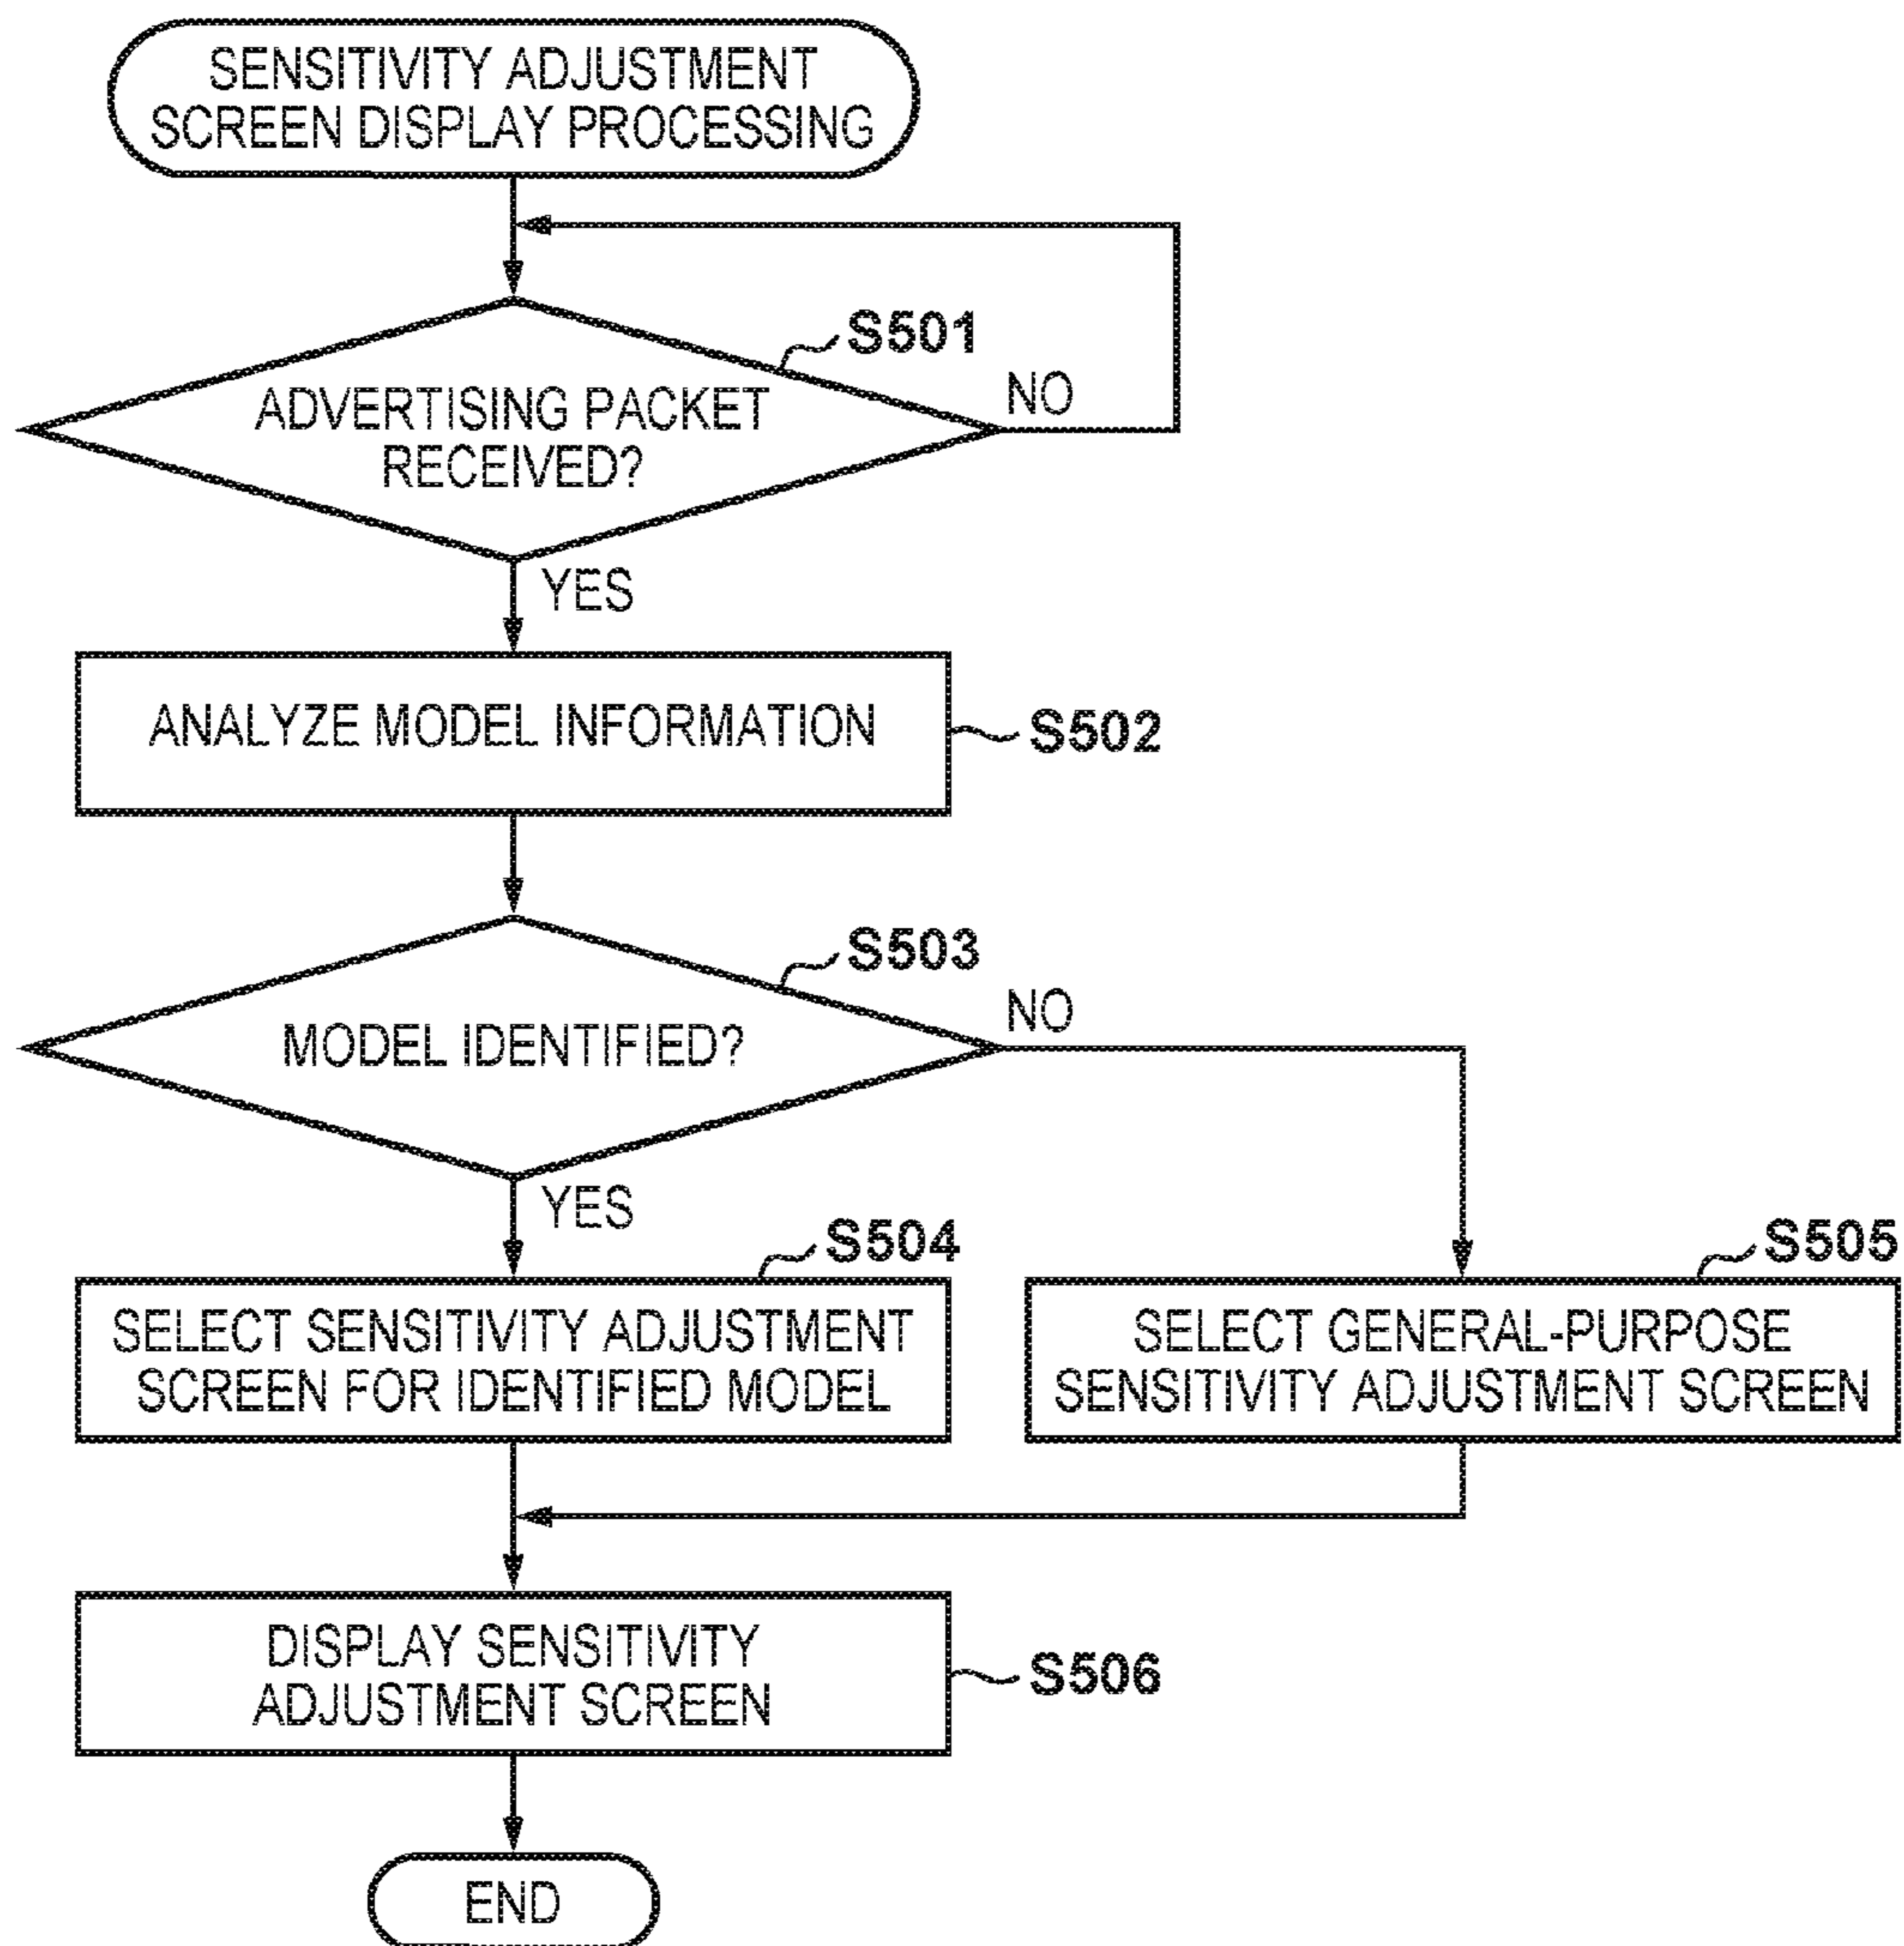 SENSITIVITY ADJUSTMENT
SCREEN DISPLAY PROCESSING
S501
ADVERTISING PACKET
RECEIVED?
NO
YES
ANALYZE MODEL INFORMATION
S502
S503
MODEL IDENTIFIED?
NO
YES
S504
SELECT SENSITIVITY ADJUSTMENT
SCREEN FOR IDENTIFIED MODEL
S505
SELECT GENERAL-PURPOSE
SENSITIVITY ADJUSTMENT SCREEN
DISPLAY SENSITIVITY
ADJUSTMENT SCREEN
S506
END